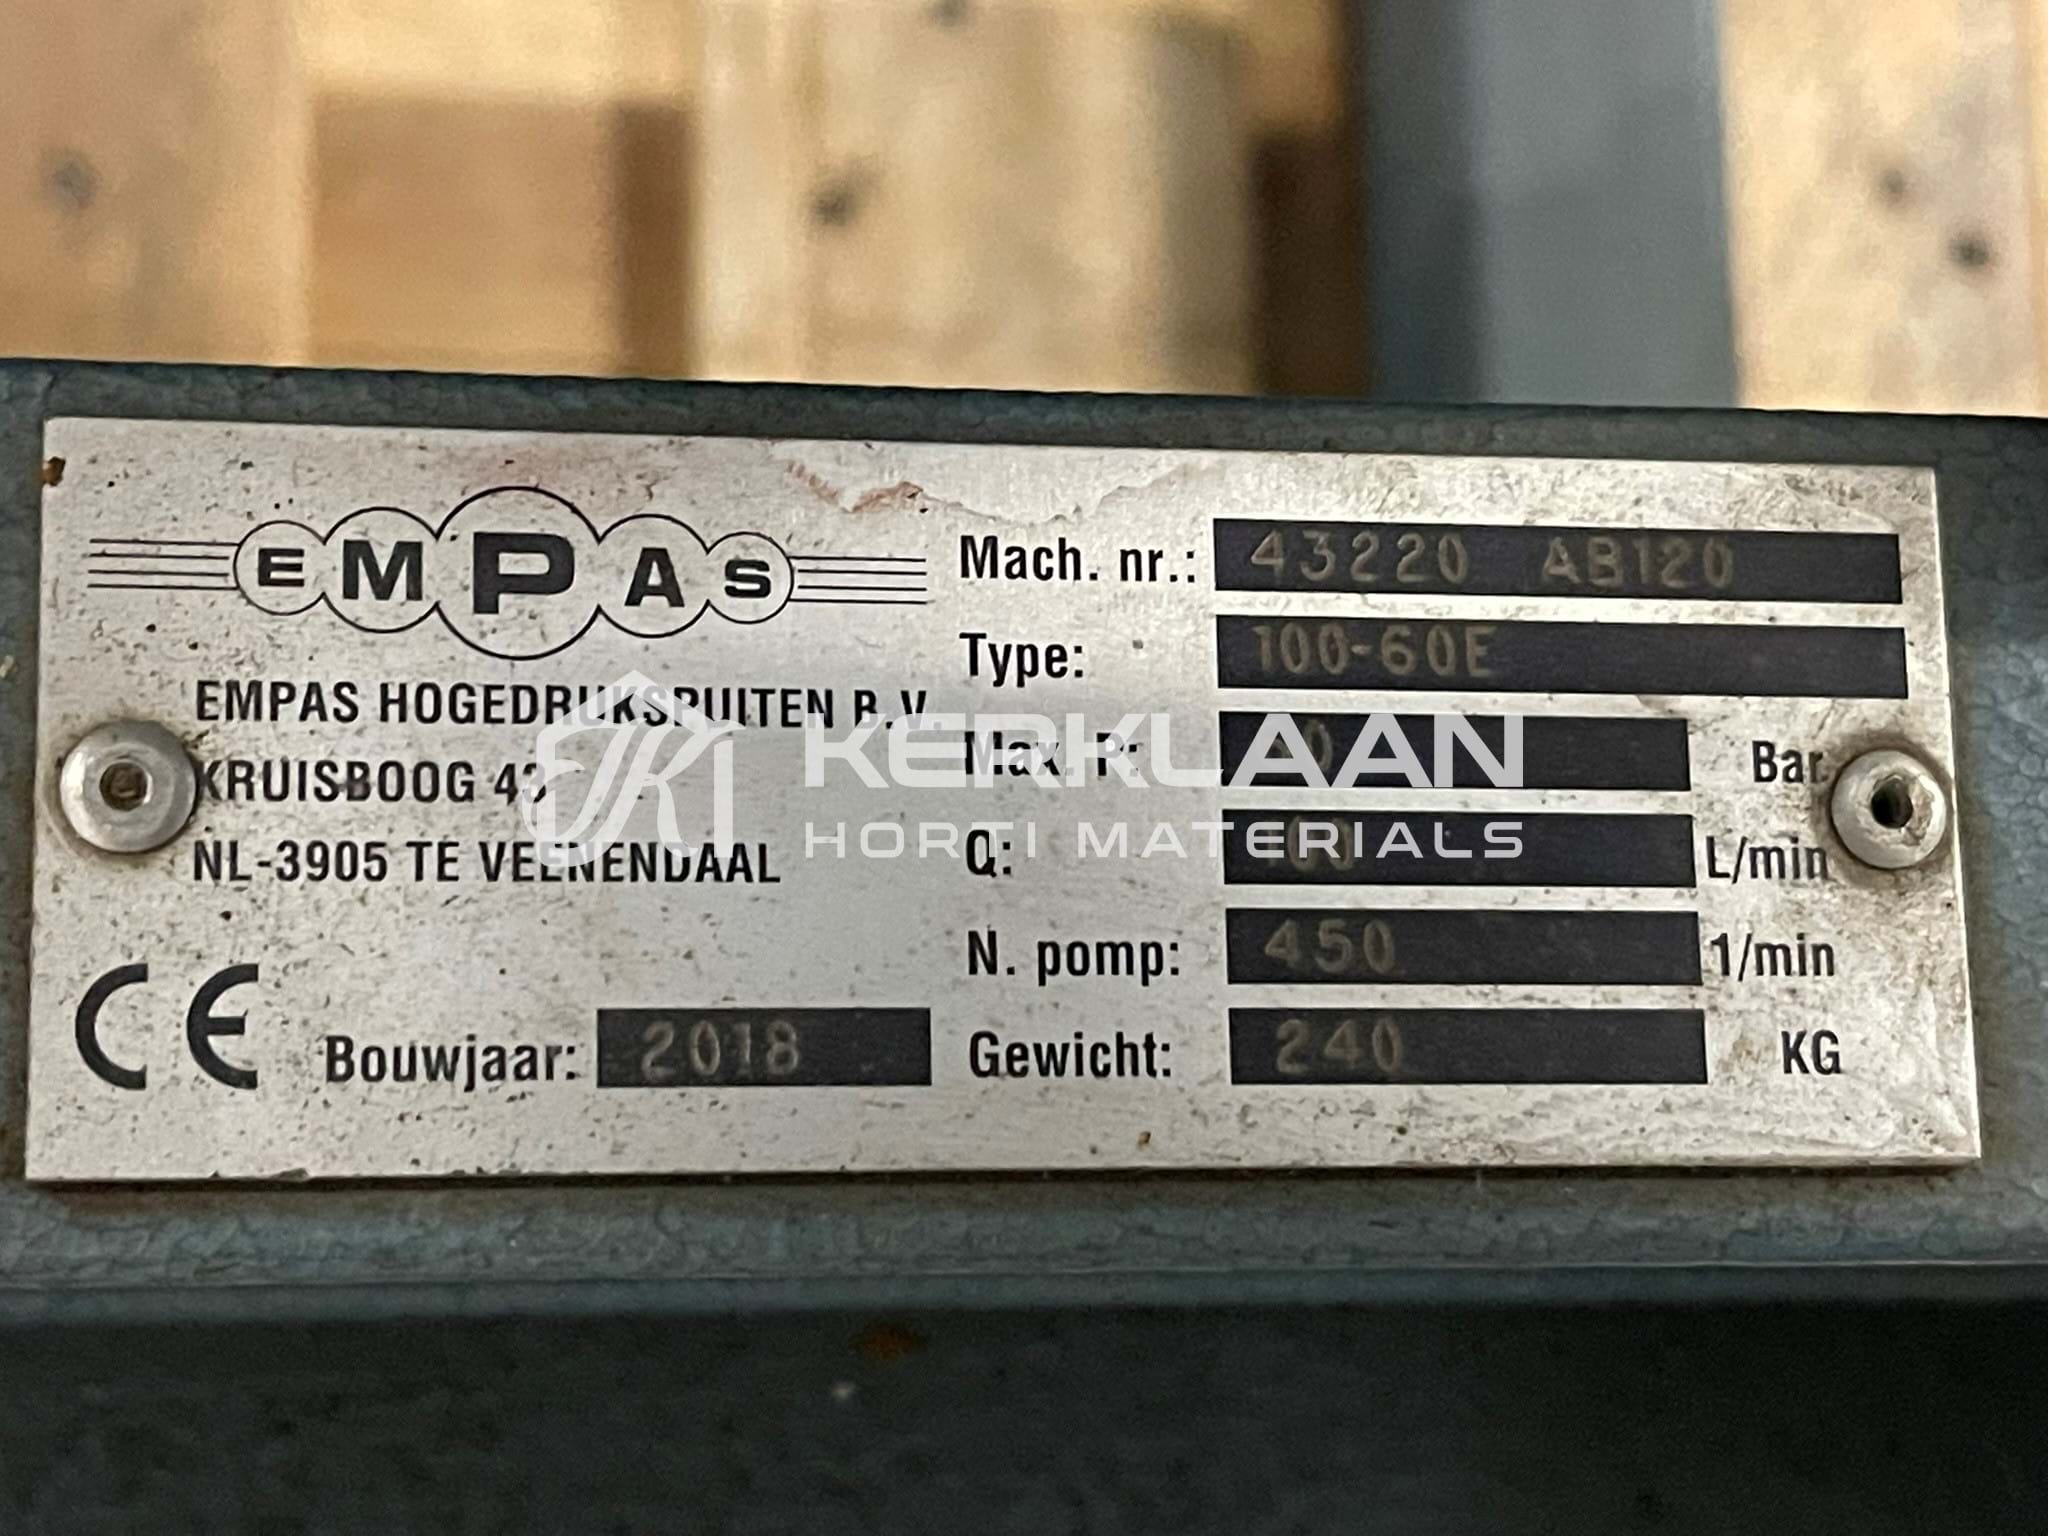 EMPAS
EMPAS HOGEDRUKSPUITEN B.V.
KRUISBOOG 43
NL-3905 TE VEENENDAAL
CE
Bouwjaar: 2018
Mach. nr.: 43220 AB120
Type: 100-60E
Max. P: Bar
Q: L/min
N. pomp: 450 1/min
Gewicht: 240 KG
KERKLAAN
HORTI MATERIALS